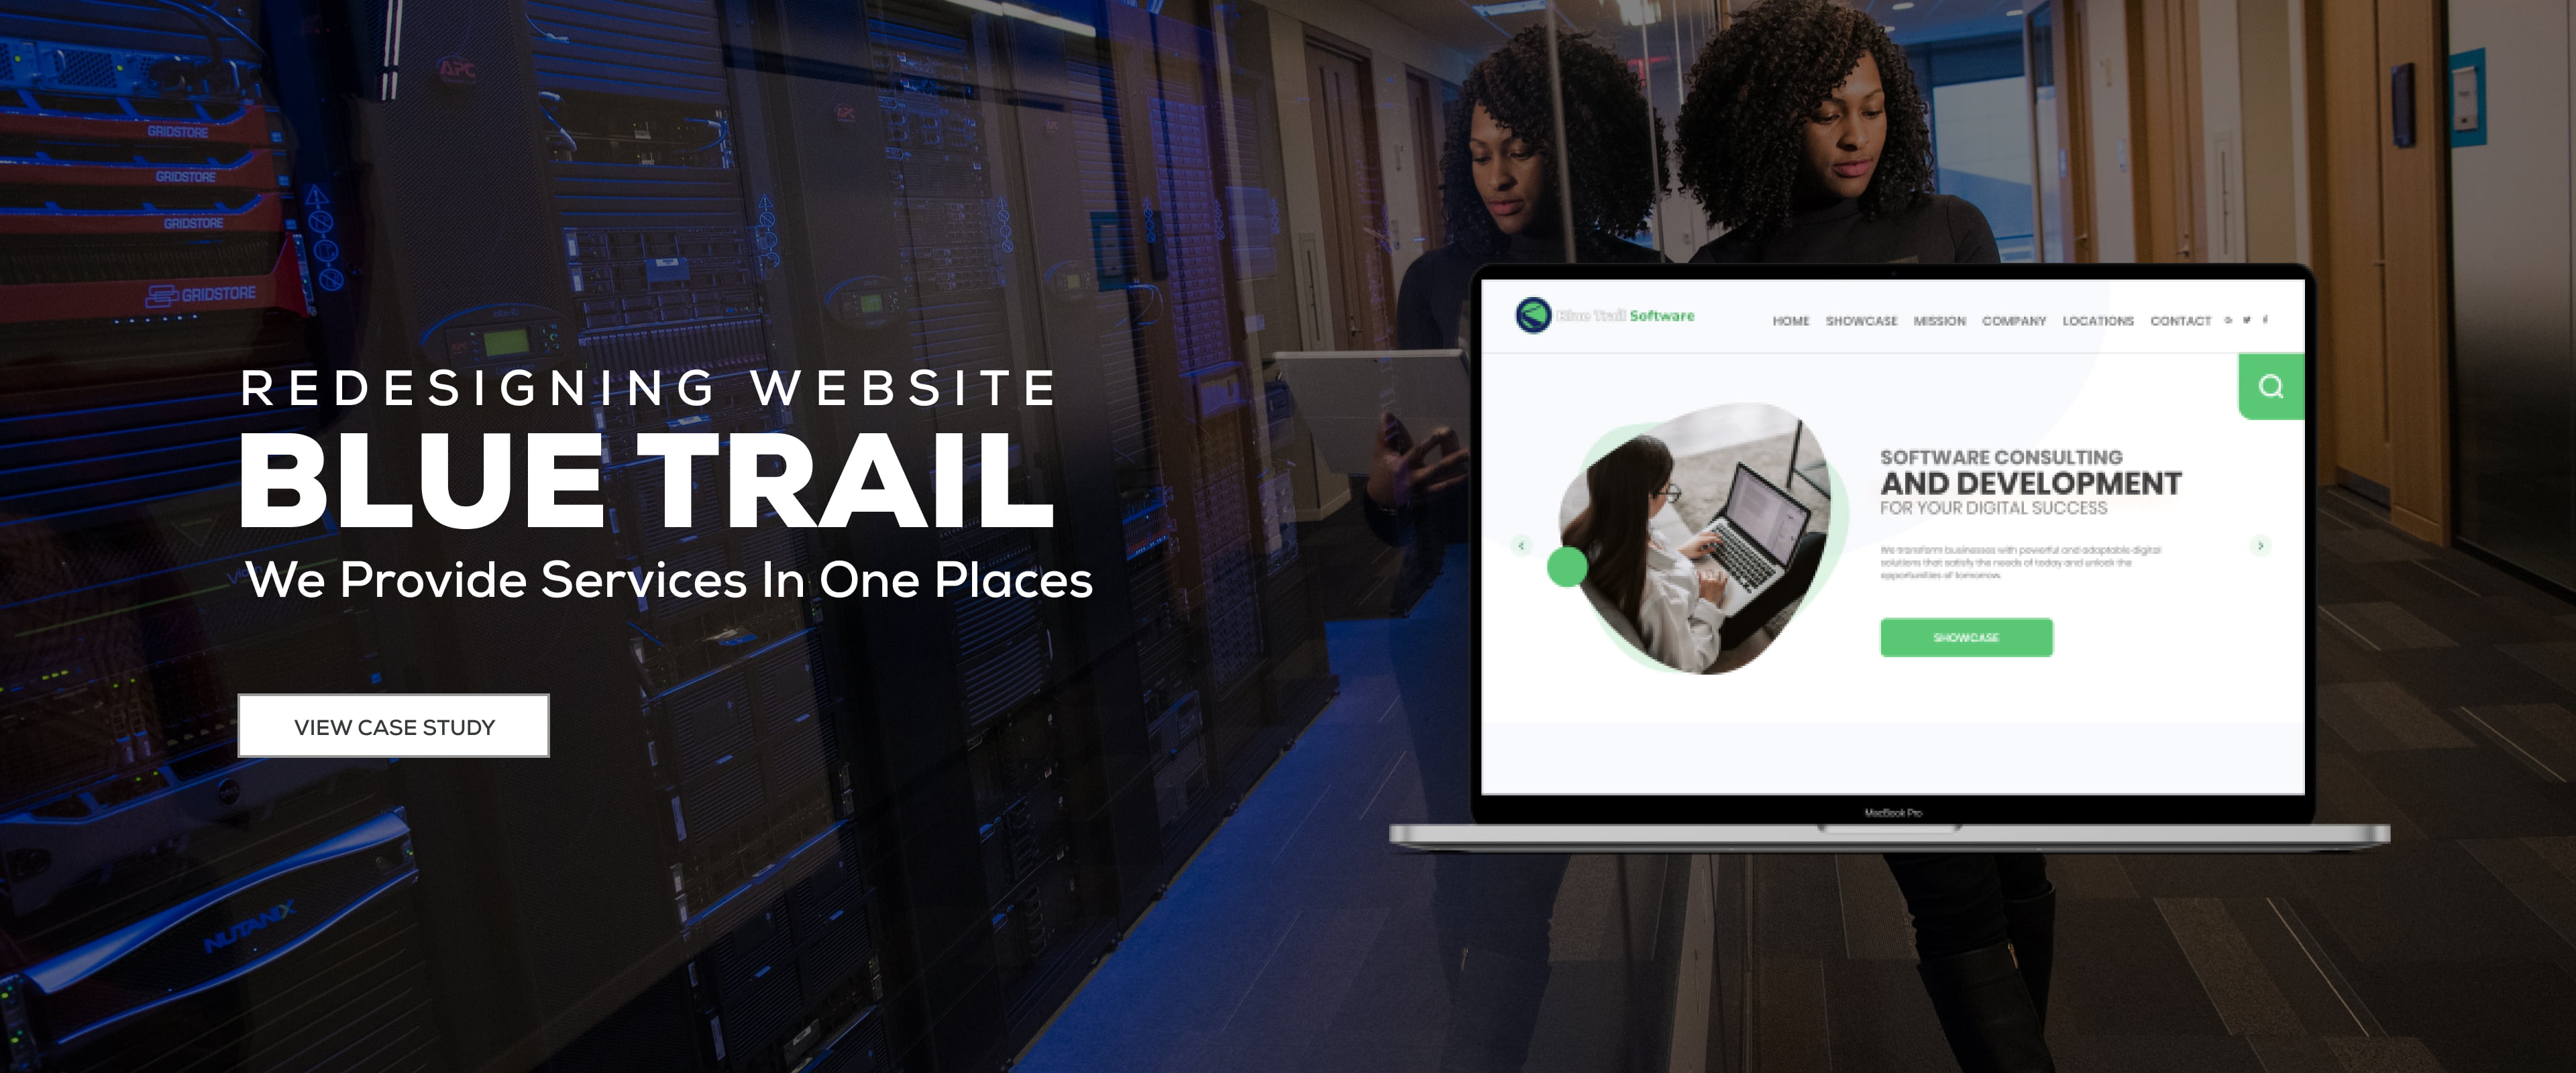 REDESIGNING WEBSITE
BLUE TRAIL
We Provide Services In One Places
VIEW CASE STUDY
APC
GRIDSTORE
GRIDSTORE
GRIDSTORE
GRIDSTORE
NUTANIX
APC
APC
Blue Trail Software
HOME SHOWCASE MISSION COMPANY LOCATIONS CONTACT
SOFTWARE CONSULTING
AND DEVELOPMENT
FOR YOUR DIGITAL SUCCESS
We transform businesses with powerful and adaptable digital
solutions that satisfy the needs of today and unlock the
opportunities of tomorrow.
SHOWCASE
MacBook Pro